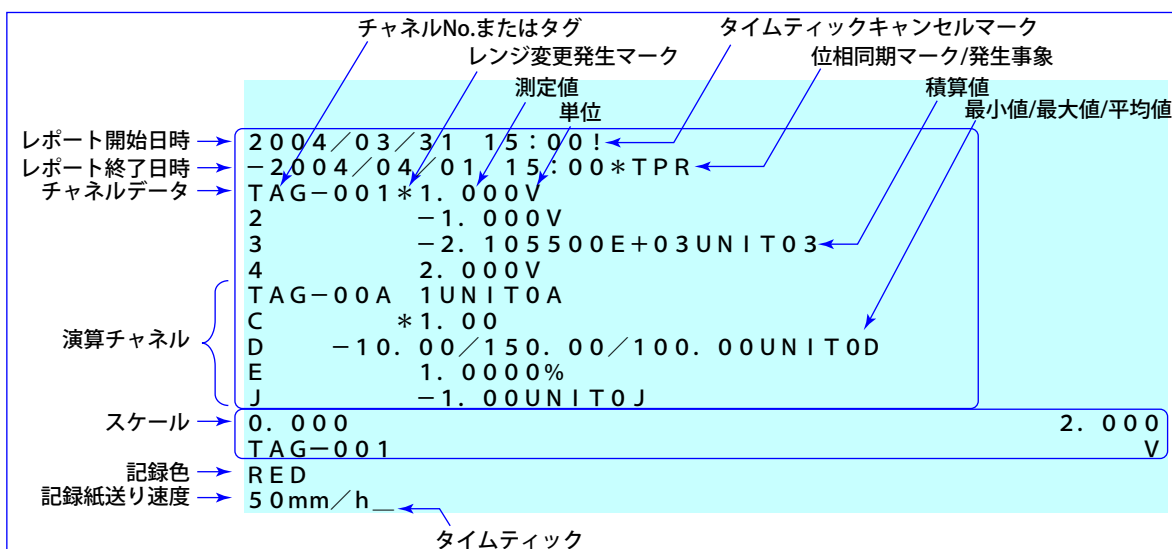 チャネルNo.またはタグ
タイムティックキャンセルマーク
レンジ変更発生マーク
位相同期マーク/発生事象
測定値
積算値
単位
最小値/最大値/平均値
レポート開始日時
2004/03/31 15:00!
レポート終了日時
-2004/04/01 15:00*TPR
チャネルデータ
TAG-001*1.000V
2 -1.000V
3 -2.105500E+03UNIT03
4 2.000V
TAG-00A 1UNIT0A
C *1.00
演算チャネル
D -10.00/150.00/100.00UNIT0D
E 1.0000%
J -1.00UNIT0J
スケール
0.000 2.000
TAG-001 V
記録色
RED
記録紙送り速度
50mm/h_
タイムティック